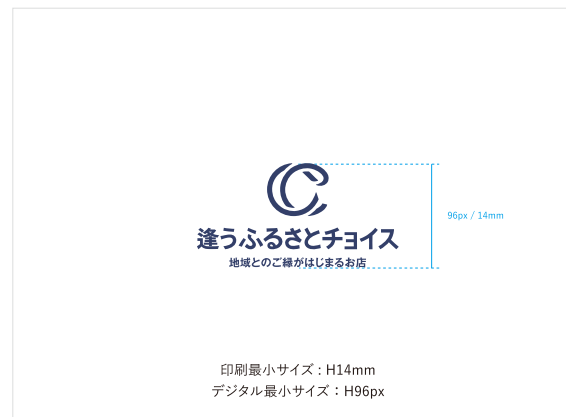 96px / 14mm
逢うふるさとチョイス
地域とのご縁がはじまるお店
印刷最小サイズ : H14mm
デジタル最小サイズ：H96px